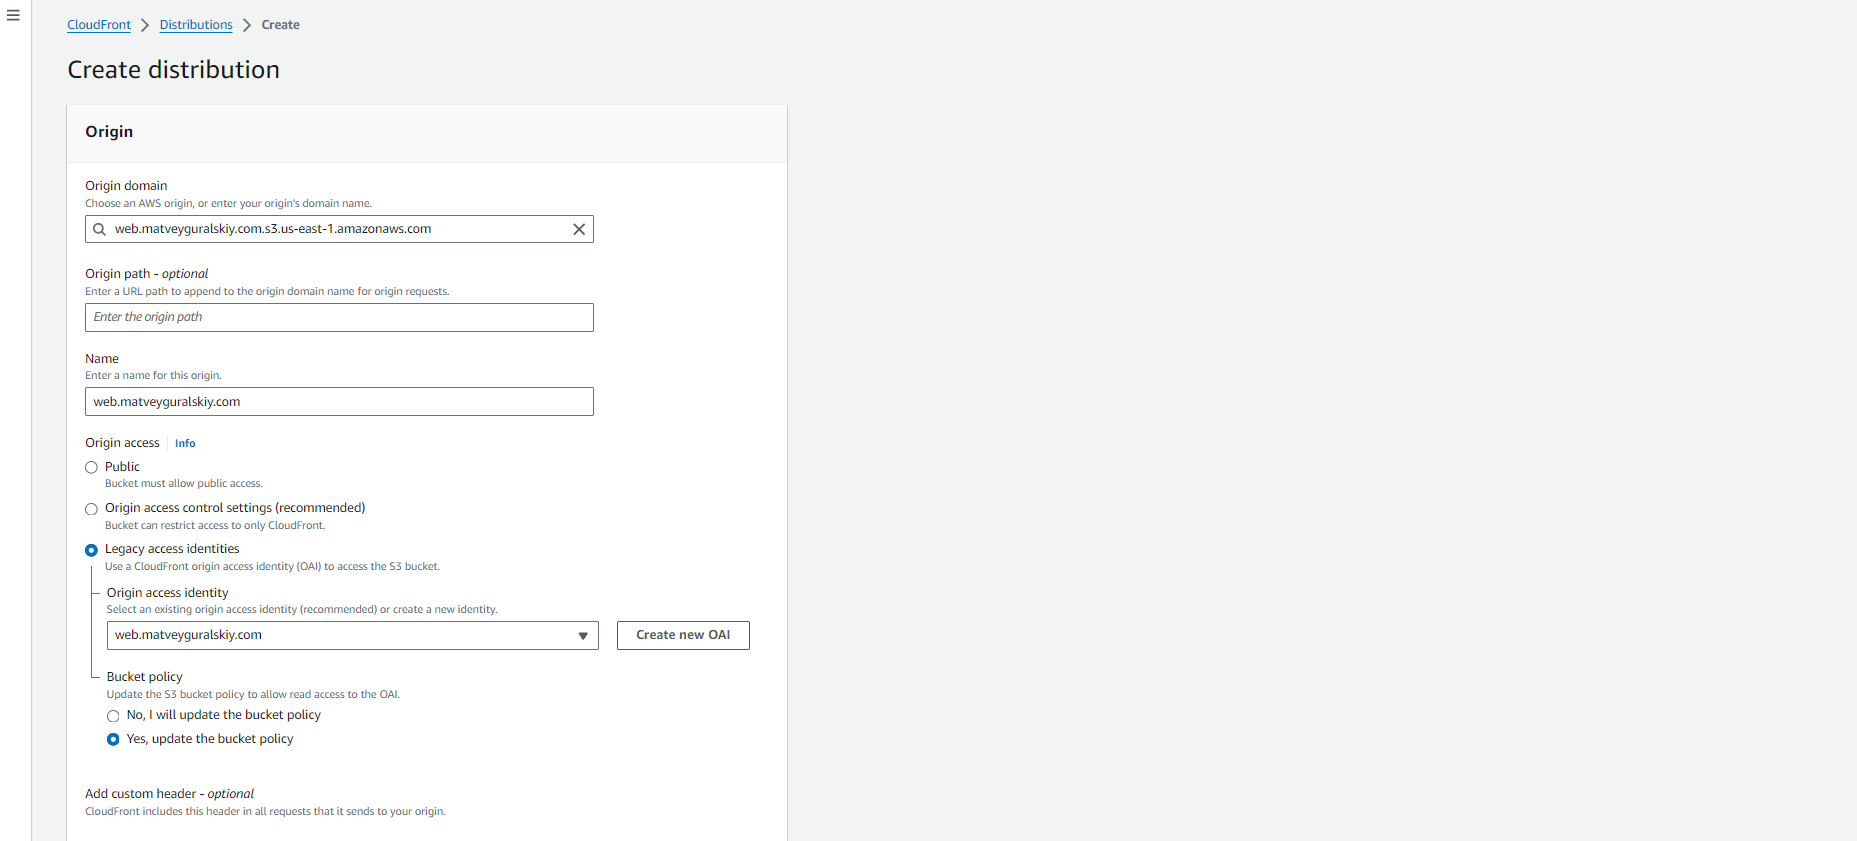 CloudFront > Distributions > Create
Create distribution
Origin
Origin domain
Choose an AWS origin, or enter your origin's domain name.
web.matveyguralskiy.com.s3.us-east-1.amazonaws.com
Origin path - optional
Enter a URL path to append to the origin domain name for origin requests.
Enter the origin path
Name
Enter a name for this origin.
web.matveyguralskiy.com
Origin access Info
Public
Bucket must allow public access.
Origin access control settings (recommended)
Bucket can restrict access to only CloudFront.
Legacy access identities
Use a CloudFront origin access identity (OAI) to access the S3 bucket.
Origin access identity
Select an existing origin access identity (recommended) or create a new identity.
web.matveyguralskiy.com Create new OAI
Bucket policy
Update the S3 bucket policy to allow read access to the OAI.
No, I will update the bucket policy
Yes, update the bucket policy
Add custom header - optional
CloudFront includes this header in all requests that it sends to your origin.